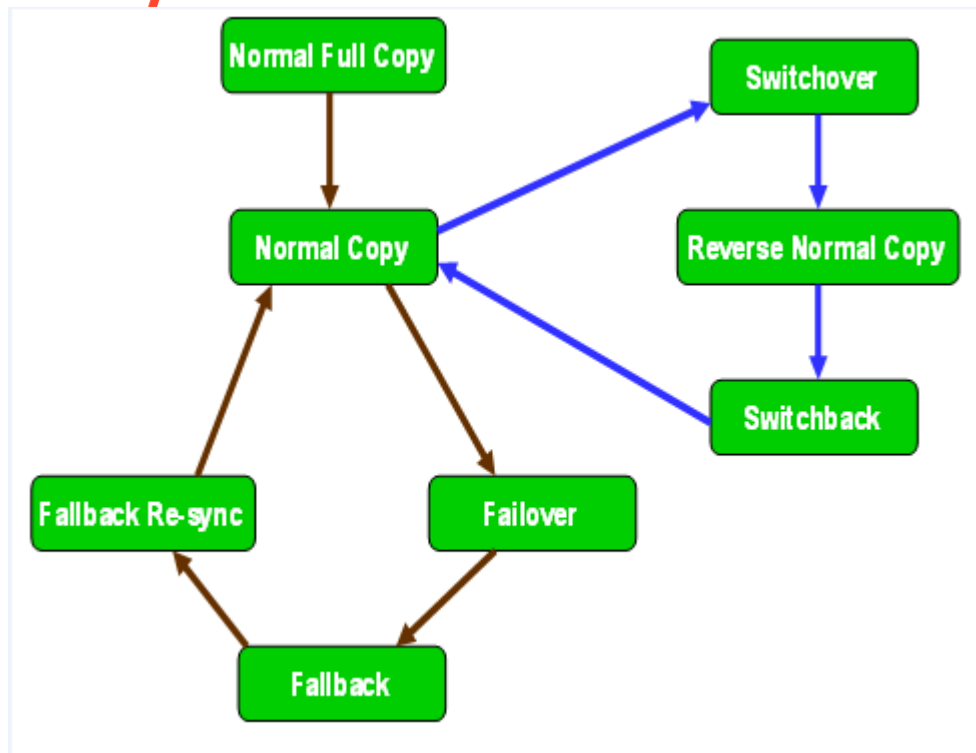 Normal Full Copy
Switchover
Normal Copy
Reverse Normal Copy
Switchback
Fallback Re-sync
Failover
Fallback